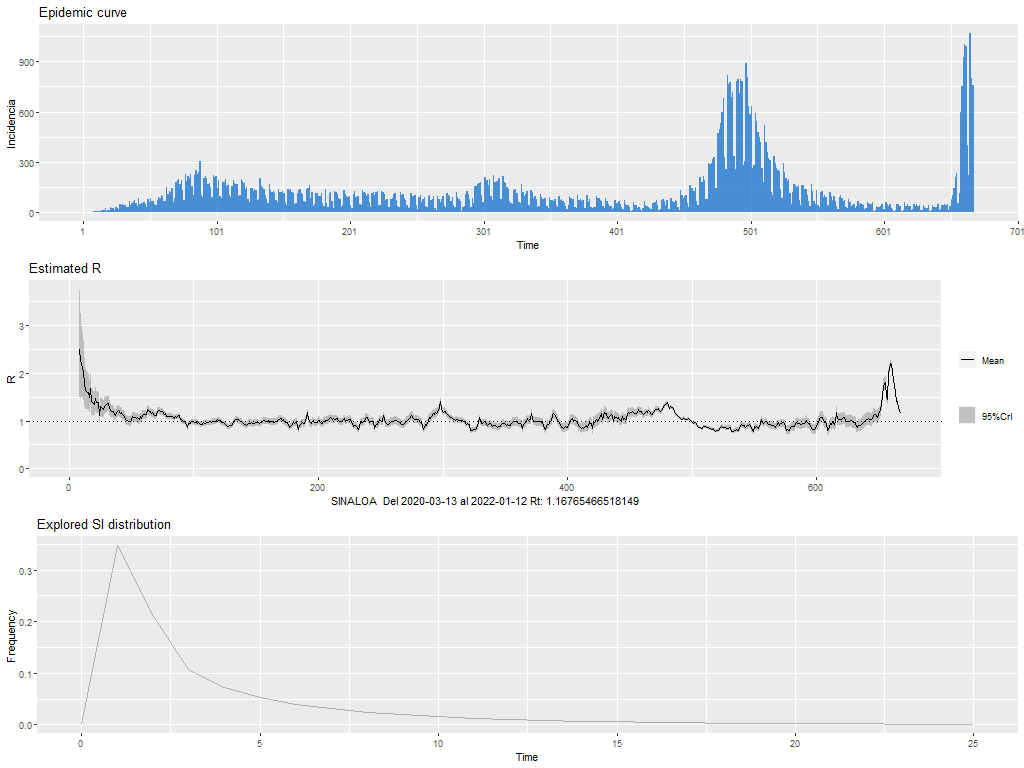 Epidemic curve
Incidencia
900
600
300
0
1 101 201 301 401 501 601 701
Time
Estimated R
R
3
2
1
0
Mean
95%CrI
0 200 400 600
SINALOA Del 2020-03-13 al 2022-01-12 Rt: 1.16765466518149
Explored SI distribution
Frequency
0.3
0.2
0.1
0.0
0 5 10 15 20 25
Time